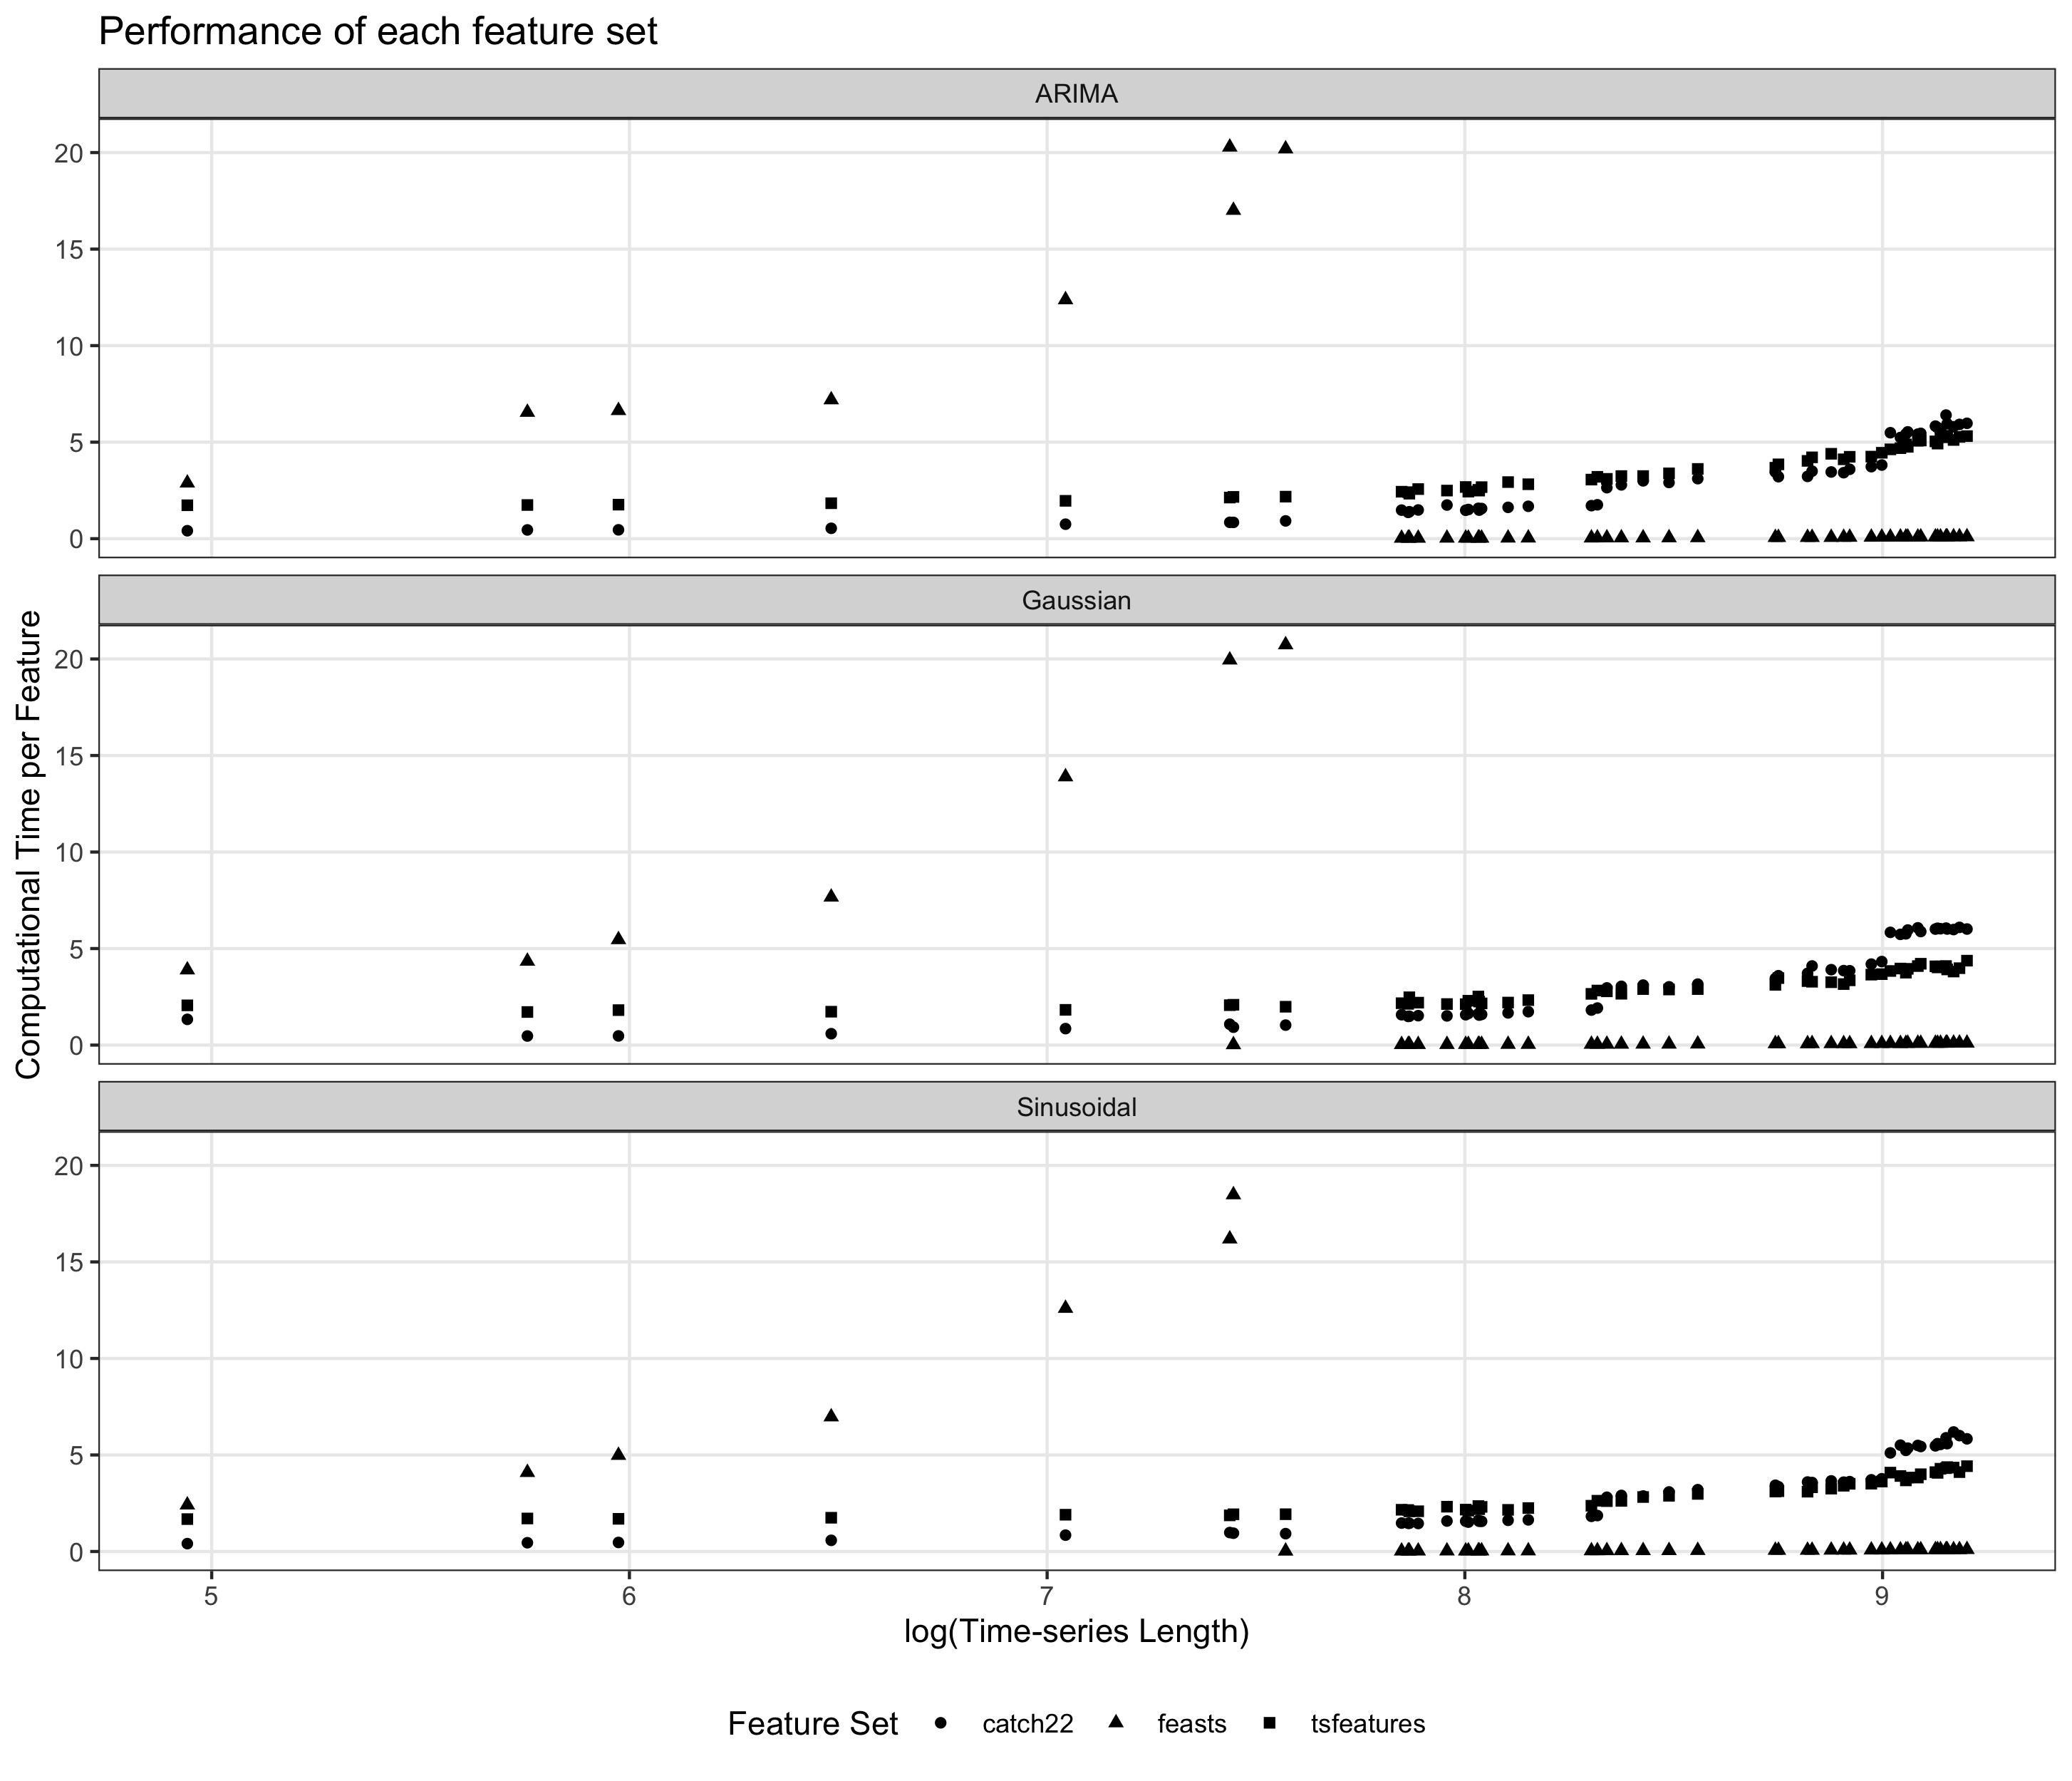 Performance of each feature set
ARIMA
20
15
10
5
0
Gaussian
20
15
10
5
0
Computational Time per Feature
Sinusoidal
20
15
10
5
0
5 6 7 8 9
log(Time-series Length)
Feature Set catch22 feasts tsfeatures